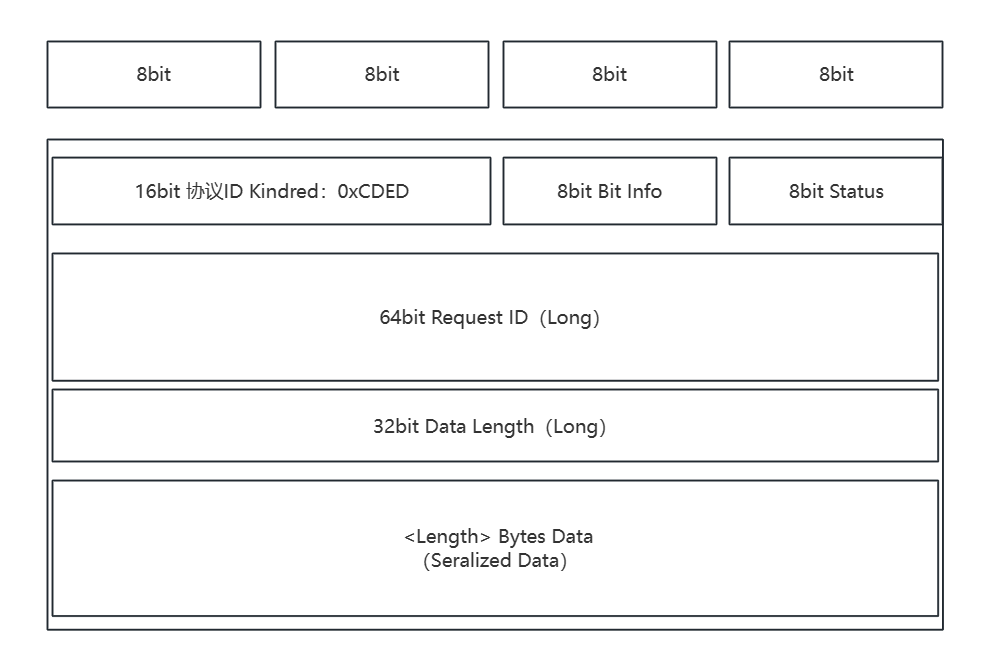 8bit
8bit
8bit
8bit
16bit 协议ID Kindred：0xCDED
8bit Bit Info
8bit Status
64bit Request ID（Long）
32bit Data Length（Long）
<Length> Bytes Data
（Seralized Data）